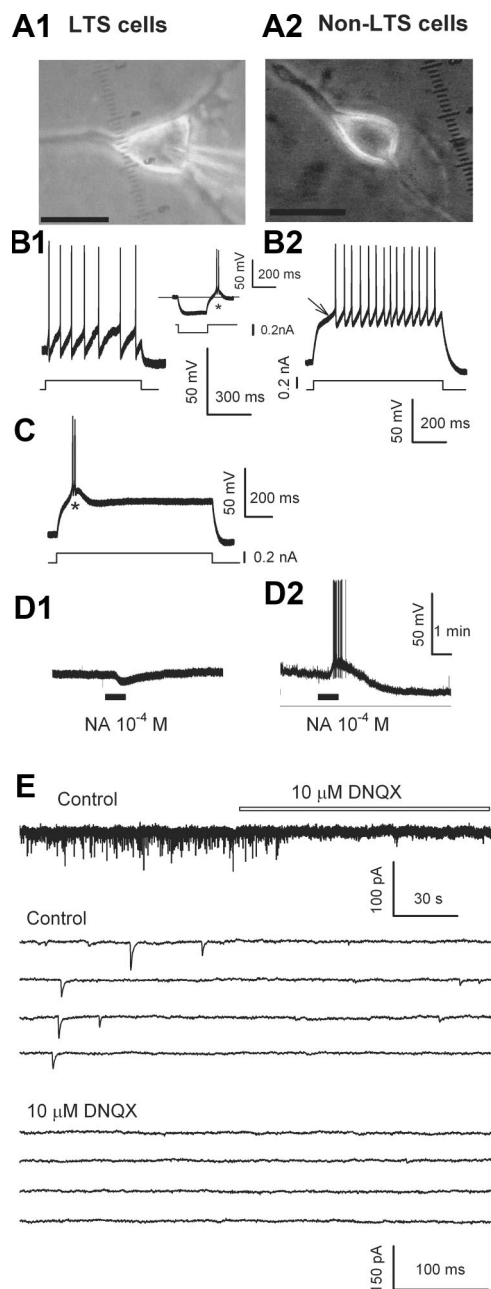 A1 LTS cells
A2 Non-LTS cells
B1
50 mV
200 ms
*
0.2nA
50 mV
300 ms
B2
0.2 nA
50 mV
200 ms
C
*
50 mV
200 ms
0.2 nA
D1
NA 10⁻⁴ M
D2
50 mV
1 min
NA 10⁻⁴ M
E
Control
10 μM DNQX
100 pA
30 s
Control
10 μM DNQX
150 pA
100 ms